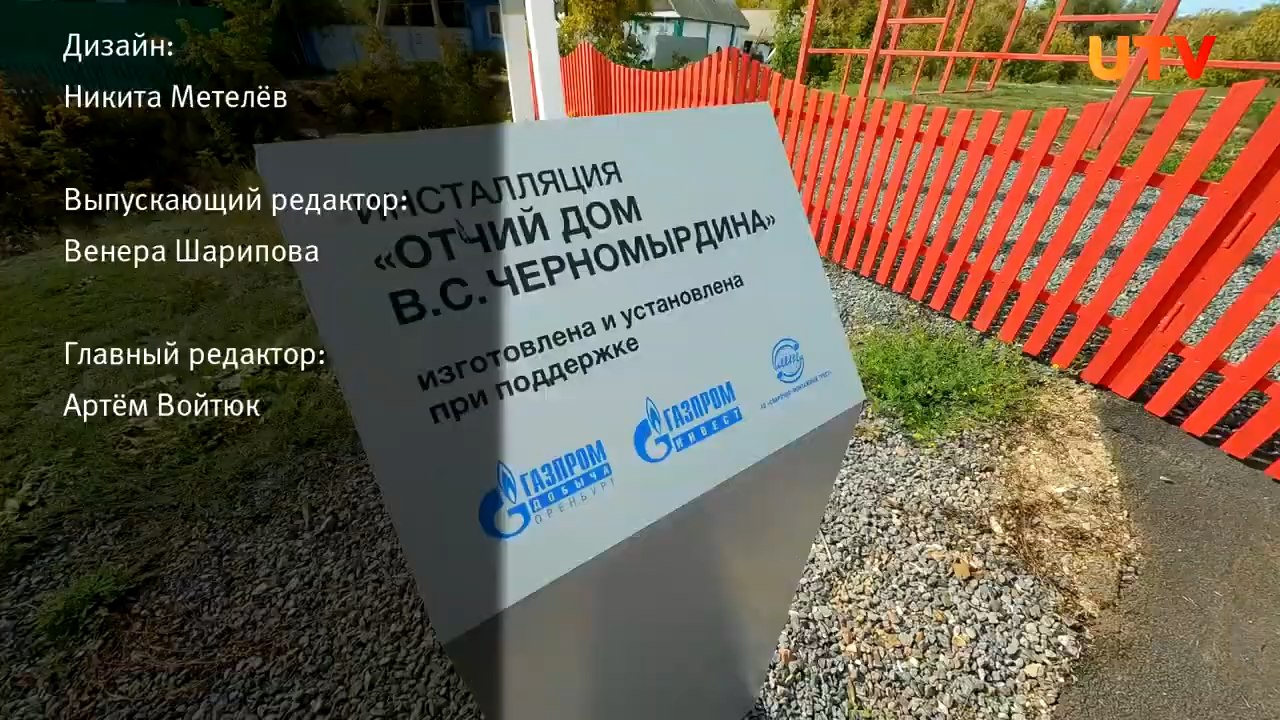 Дизайн:
Никита Метелёв
Выпускающий редактор:
Венера Шарипова
Главный редактор:
Артём Войтюк
UTV
ИНСТАЛЛЯЦИЯ
«ОТЧИЙ ДОМ
В.С.ЧЕРНОМЫРДИНА»
изготовлена и установлена
при поддержке
ГАЗПРОМ
ДОБЫЧА
ОРЕНБУРГ
ГАЗПРОМ
ИНВЕСТ